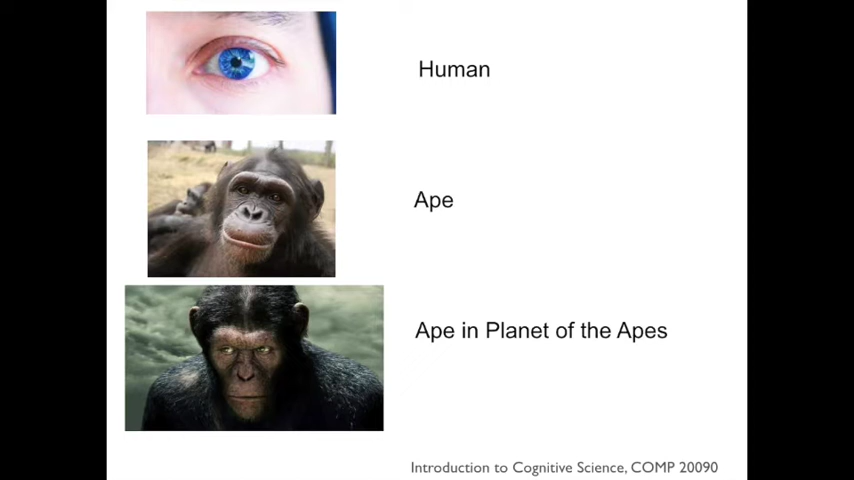 Human
Ape
Ape in Planet of the Apes
Introduction to Cognitive Science, COMP 20090